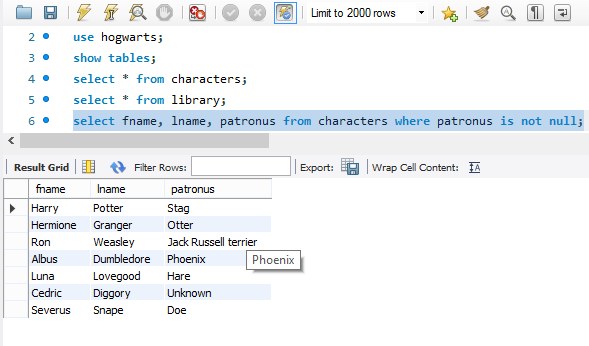 Limit to 2000 rows
2 use hogwarts;
3 show tables;
4 select * from characters;
5 select * from library;
6 select fname, lname, patronus from characters where patronus is not null;
Result Grid Filter Rows: Export: Wrap Cell Content:
fname lname patronus
Harry Potter Stag
Hermione Granger Otter
Ron Weasley Jack Russell terrier
Albus Dumbledore Phoenix
Phoenix
Luna Lovegood Hare
Cedric Diggory Unknown
Severus Snape Doe